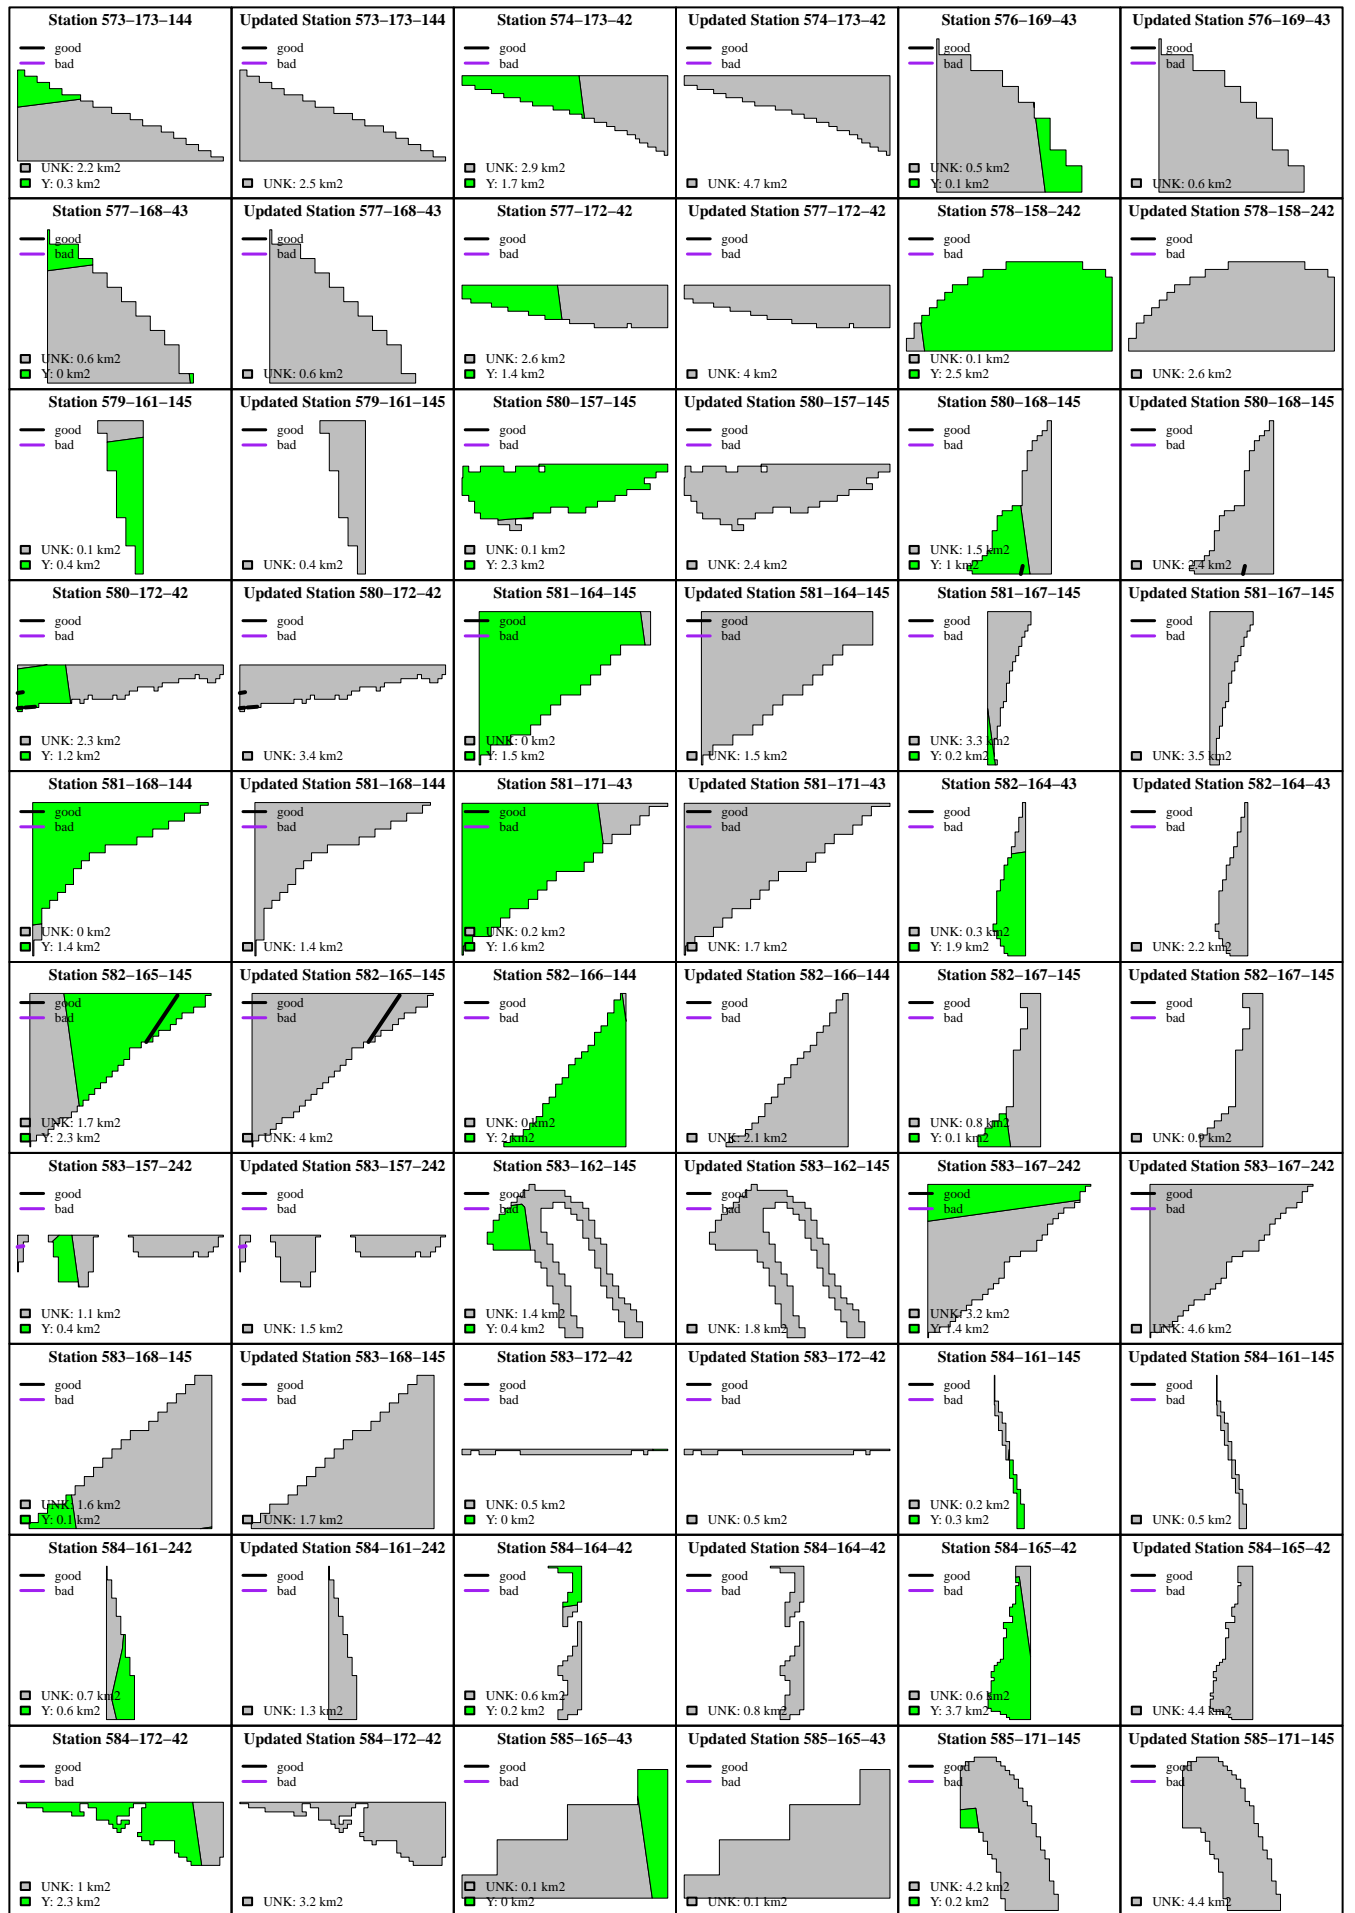 Station 573−173−144
good
bad
UNK: 2.2 km2
Y: 0.3 km2
Updated Station 573−173−144
good
bad
UNK: 2.5 km2
Station 574−173−42
good
bad
UNK: 2.9 km2
Y: 1.7 km2
Updated Station 574−173−42
good
bad
UNK: 4.7 km2
Station 576−169−43
good
bad
UNK: 0.5 km2
Y: 0.1 km2
Updated Station 576−169−43
good
bad
UNK: 0.6 km2
Station 577−168−43
good
bad
UNK: 0.6 km2
Y: 0 km2
Updated Station 577−168−43
good
bad
UNK: 0.6 km2
Station 577−172−42
good
bad
UNK: 2.6 km2
Y: 1.4 km2
Updated Station 577−172−42
good
bad
UNK: 4 km2
Station 578−158−242
good
bad
UNK: 0.1 km2
Y: 2.5 km2
Updated Station 578−158−242
good
bad
UNK: 2.6 km2
Station 579−161−145
good
bad
UNK: 0.1 km2
Y: 0.4 km2
Updated Station 579−161−145
good
bad
UNK: 0.4 km2
Station 580−157−145
good
bad
UNK: 0.1 km2
Y: 2.3 km2
Updated Station 580−157−145
good
bad
UNK: 2.4 km2
Station 580−168−145
good
bad
UNK: 1.5 km2
Y: 1 km2
Updated Station 580−168−145
good
bad
UNK: 2.4 km2
Station 580−172−42
good
bad
UNK: 2.3 km2
Y: 1.2 km2
Updated Station 580−172−42
good
bad
UNK: 3.4 km2
Station 581−164−145
good
bad
UNK: 0 km2
Y: 1.5 km2
Updated Station 581−164−145
good
bad
UNK: 1.5 km2
Station 581−167−145
good
bad
UNK: 3.3 km2
Y: 0.2 km2
Updated Station 581−167−145
good
bad
UNK: 3.5 km2
Station 581−168−144
good
bad
UNK: 0 km2
Y: 1.4 km2
Updated Station 581−168−144
good
bad
UNK: 1.4 km2
Station 581−171−43
good
bad
UNK: 0.2 km2
Y: 1.6 km2
Updated Station 581−171−43
good
bad
UNK: 1.7 km2
Station 582−164−43
good
bad
UNK: 0.3 km2
Y: 1.9 km2
Updated Station 582−164−43
good
bad
UNK: 2.2 km2
Station 582−165−145
good
bad
UNK: 1.7 km2
Y: 2.3 km2
Updated Station 582−165−145
good
bad
UNK: 4 km2
Station 582−166−144
good
bad
UNK: 0 km2
Y: 2 km2
Updated Station 582−166−144
good
bad
UNK: 2.1 km2
Station 582−167−145
good
bad
UNK: 0.8 km2
Y: 0.1 km2
Updated Station 582−167−145
good
bad
UNK: 0.9 km2
Station 583−157−242
good
bad
UNK: 1.1 km2
Y: 0.4 km2
Updated Station 583−157−242
good
bad
UNK: 1.5 km2
Station 583−162−145
good
bad
UNK: 1.4 km2
Y: 0.4 km2
Updated Station 583−162−145
good
bad
UNK: 1.8 km2
Station 583−167−242
good
bad
UNK: 3.2 km2
Y: 1.4 km2
Updated Station 583−167−242
good
bad
UNK: 4.6 km2
Station 583−168−145
good
bad
UNK: 1.6 km2
Y: 0.1 km2
Updated Station 583−168−145
good
bad
UNK: 1.7 km2
Station 583−172−42
good
bad
UNK: 0.5 km2
Y: 0 km2
Updated Station 583−172−42
good
bad
UNK: 0.5 km2
Station 584−161−145
good
bad
UNK: 0.2 km2
Y: 0.3 km2
Updated Station 584−161−145
good
bad
UNK: 0.5 km2
Station 584−161−242
good
bad
UNK: 0.7 km2
Y: 0.6 km2
Updated Station 584−161−242
good
bad
UNK: 1.3 km2
Station 584−164−42
good
bad
UNK: 0.6 km2
Y: 0.2 km2
Updated Station 584−164−42
good
bad
UNK: 0.8 km2
Station 584−165−42
good
bad
UNK: 0.6 km2
Y: 3.7 km2
Updated Station 584−165−42
good
bad
UNK: 4.4 km2
Station 584−172−42
good
bad
UNK: 1 km2
Y: 2.3 km2
Updated Station 584−172−42
good
bad
UNK: 3.2 km2
Station 585−165−43
good
bad
UNK: 0.1 km2
Y: 0 km2
Updated Station 585−165−43
good
bad
UNK: 0.1 km2
Station 585−171−145
good
bad
UNK: 4.2 km2
Y: 0.2 km2
Updated Station 585−171−145
good
bad
UNK: 4.4 km2